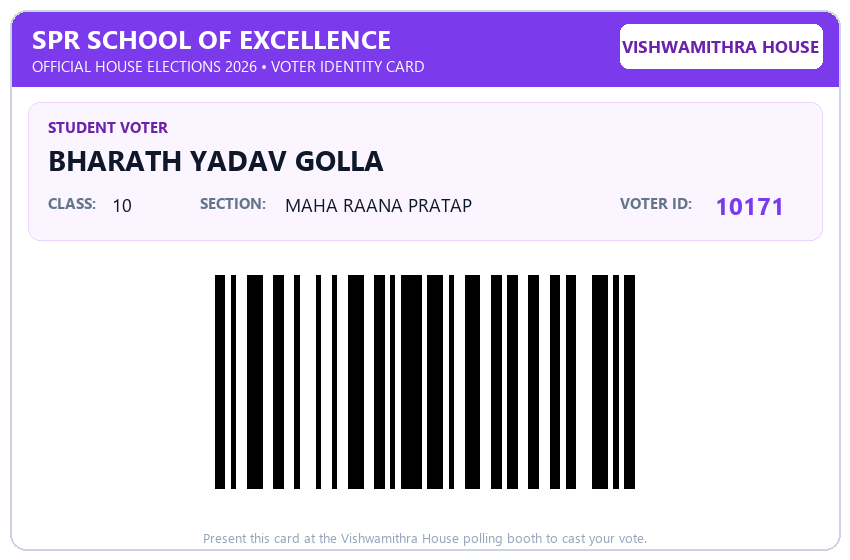 SPR SCHOOL OF EXCELLENCE
OFFICIAL HOUSE ELECTIONS 2026 • VOTER IDENTITY CARD
VISHWAMITHRA HOUSE
STUDENT VOTER
BHARATH YADAV GOLLA
CLASS: 10 SECTION: MAHA RAANA PRATAP VOTER ID: 10171
Present this card at the Vishwamithra House polling booth to cast your vote.